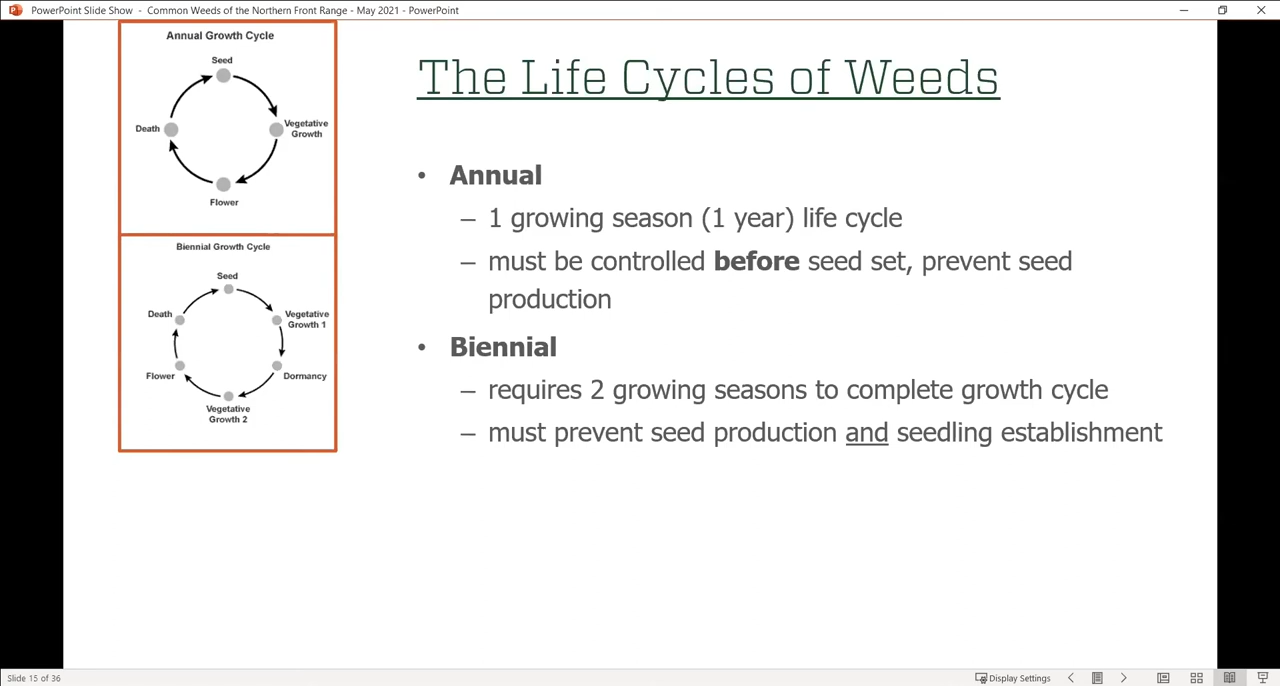 PowerPoint Slide Show - Common Weeds of the Northern Front Range - May 2021 - PowerPoint
Annual Growth Cycle
Seed
Vegetative
Growth
Death
Flower
Biennial Growth Cycle
Seed
Death
Vegetative
Growth 1
Flower
Dormancy
Vegetative
Growth 2
The Life Cycles of Weeds
• Annual
– 1 growing season (1 year) life cycle
– must be controlled before seed set, prevent seed
production
• Biennial
– requires 2 growing seasons to complete growth cycle
– must prevent seed production and seedling establishment
Slide 15 of 36
Display Settings